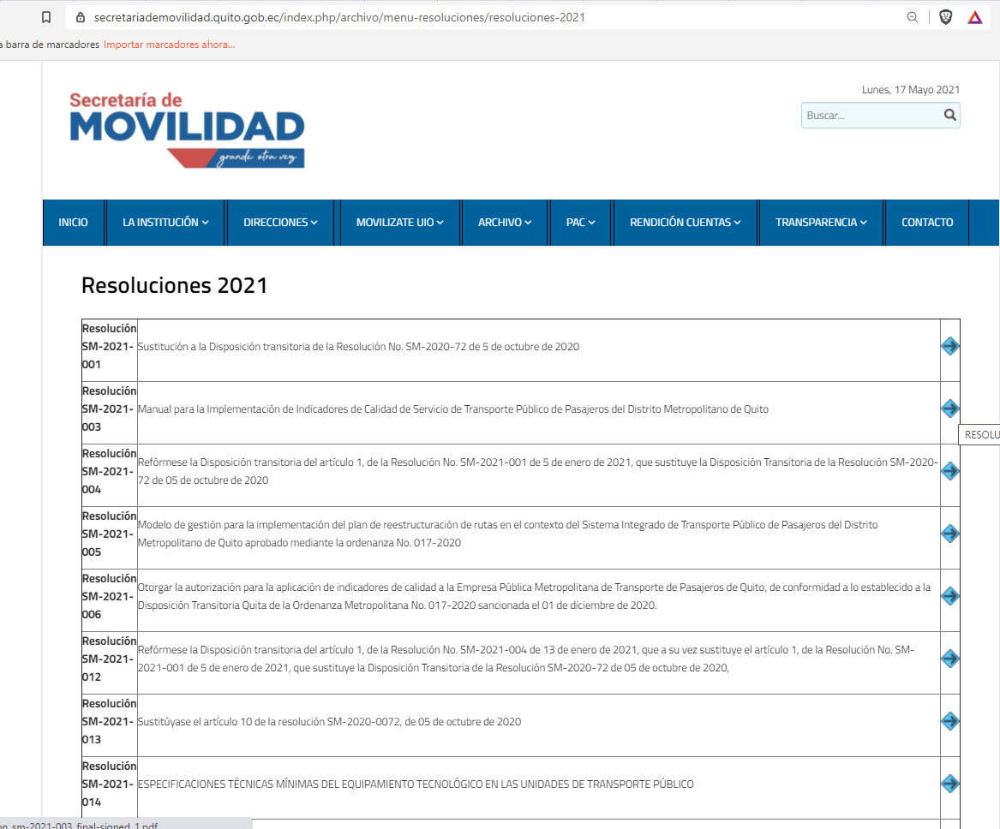 secretariademovilidad.quito.gob.ec/index.php/archivo/menu-resoluciones/resoluciones-2021
a barra de marcadores Importar marcadores ahora...
Lunes, 17 Mayo 2021
Secretaría de
MOVILIDAD
grande otra vez
Buscar...
INICIO LA INSTITUCIÓN DIRECCIONES MOVILIZATE UIO ARCHIVO PAC RENDICIÓN CUENTAS TRANSPARENCIA CONTACTO
Resoluciones 2021
Resolución
SM-2021-
001
Sustitución a la Disposición transitoria de la Resolución No. SM-2020-72 de 5 de octubre de 2020
Resolución
SM-2021-
003
Manual para la Implementación de Indicadores de Calidad de Servicio de Transporte Público de Pasajeros del Distrito Metropolitano de Quito
RESOLU
Resolución
SM-2021-
004
Refórmese la Disposición transitoria del artículo 1, de la Resolución No. SM-2021-001 de 5 de enero de 2021, que sustituye la Disposición Transitoria de la Resolución SM-2020-
72 de 05 de octubre de 2020
Resolución
SM-2021-
005
Modelo de gestión para la implementación del plan de reestructuración de rutas en el contexto del Sistema Integrado de Transporte Público de Pasajeros del Distrito
Metropolitano de Quito aprobado mediante la ordenanza No. 017-2020
Resolución
SM-2021-
006
Otorgar la autorización para la aplicación de indicadores de calidad a la Empresa Pública Metropolitana de Transporte de Pasajeros de Quito, de conformidad a lo establecido a la
Disposición Transitoria Quita de la Ordenanza Metropolitana No. 017-2020 sancionada el 01 de diciembre de 2020.
Resolución
SM-2021-
012
Refórmese la Disposición transitoria del artículo 1, de la Resolución No. SM-2021-004 de 13 de enero de 2021, que a su vez sustituye el artículo 1, de la Resolución No. SM-
2021-001 de 5 de enero de 2021, que sustituye la Disposición Transitoria de la Resolución SM-2020-72 de 05 de octubre de 2020,
Resolución
SM-2021-
013
Sustitúyase el artículo 10 de la resolución SM-2020-0072, de 05 de octubre de 2020
Resolución
SM-2021-
014
ESPECIFICACIONES TÉCNICAS MÍNIMAS DEL EQUIPAMIENTO TECNOLÓGICO EN LAS UNIDADES DE TRANSPORTE PÚBLICO
on_sm-2021-003_final-signed_1.pdf